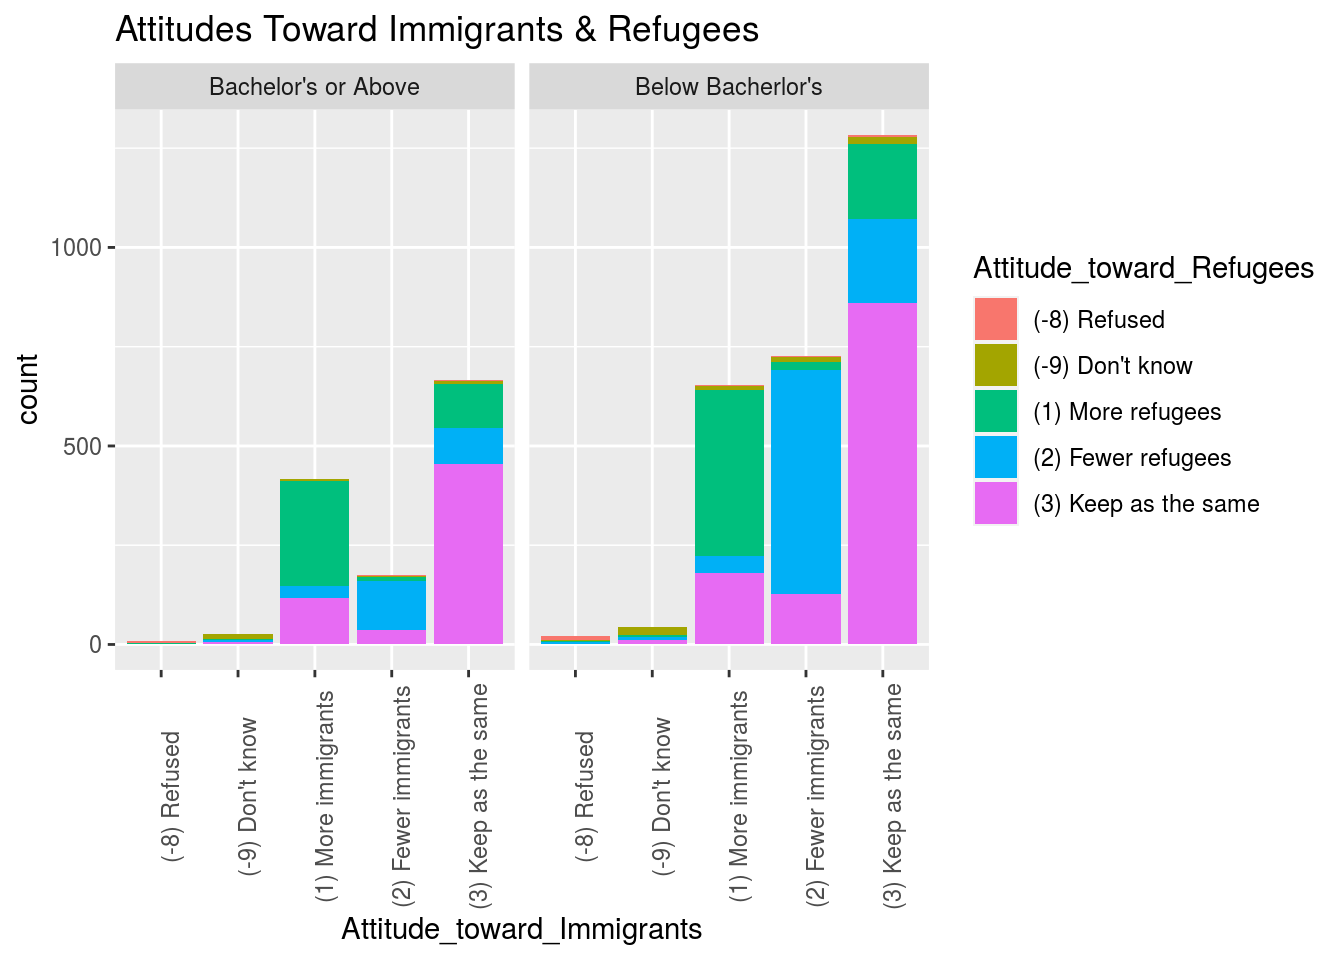 Attitudes Toward Immigrants & Refugees
Bachelor's or Above
Below Bacherlor's
count
1000
500
0
(-8) Refused
(-9) Don't know
(1) More immigrants
(2) Fewer immigrants
(3) Keep as the same
(-8) Refused
(-9) Don't know
(1) More immigrants
(2) Fewer immigrants
(3) Keep as the same
Attitude_toward_Immigrants
Attitude_toward_Refugees
(-8) Refused
(-9) Don't know
(1) More refugees
(2) Fewer refugees
(3) Keep as the same